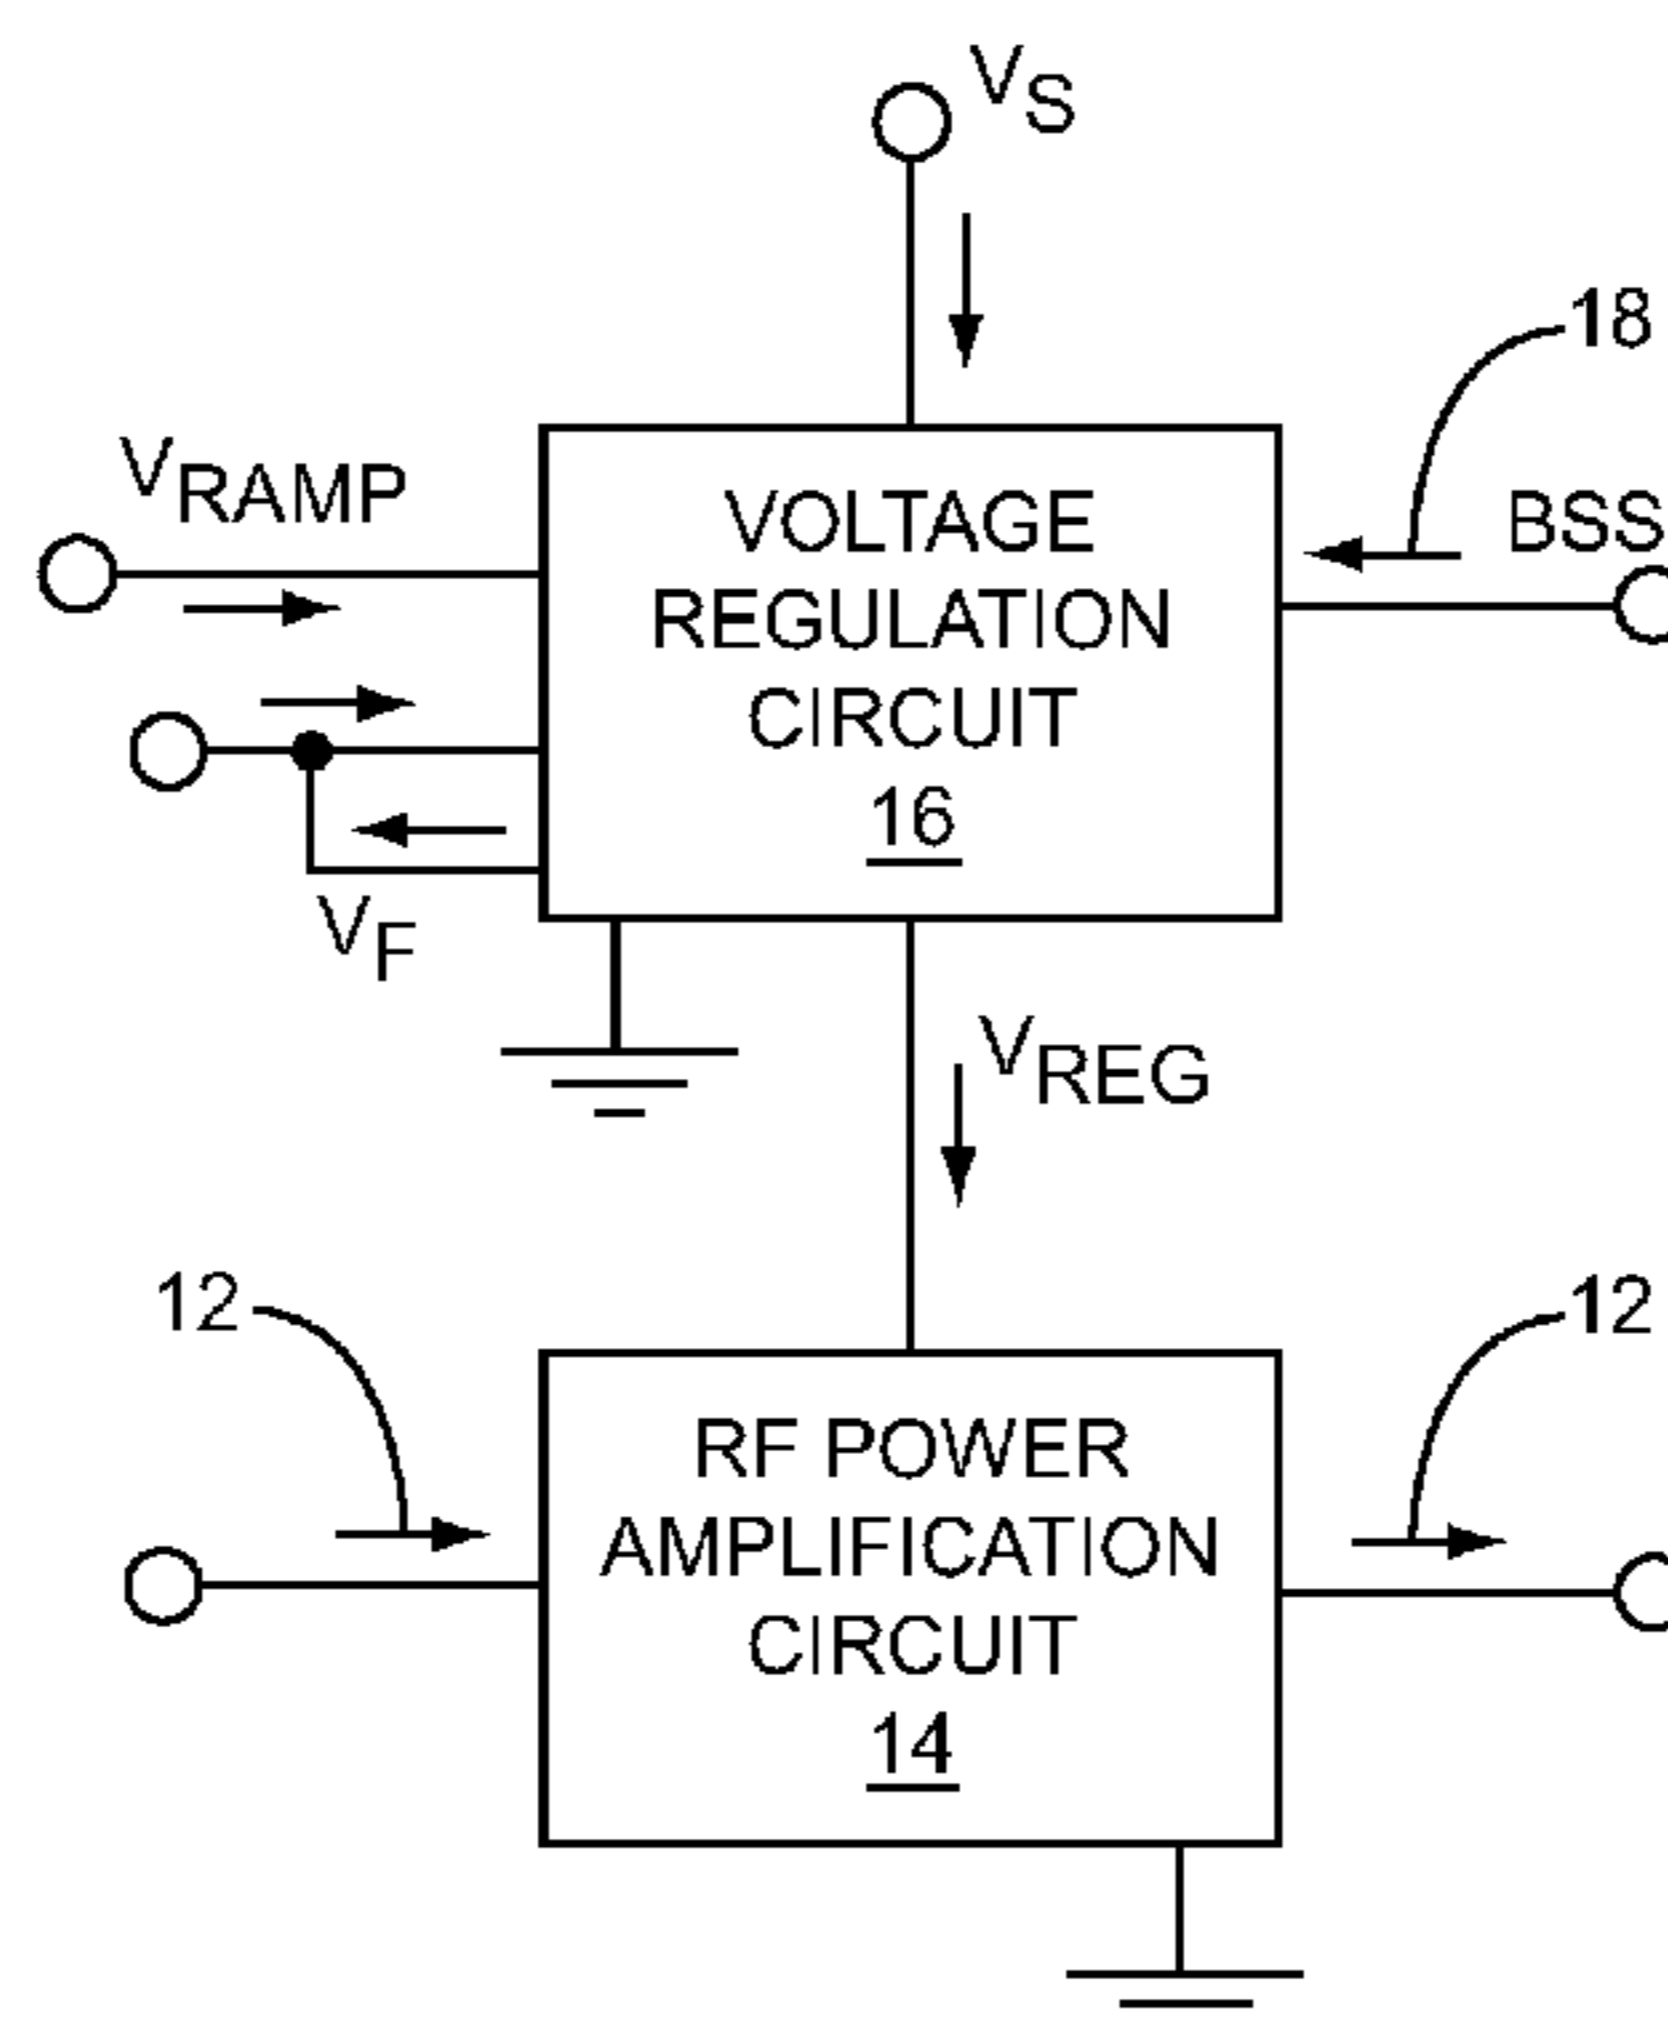 VS
18
VRAMP
BSS
VOLTAGE
REGULATION
CIRCUIT
16
VF
VREG
12
12
RF POWER
AMPLIFICATION
CIRCUIT
14